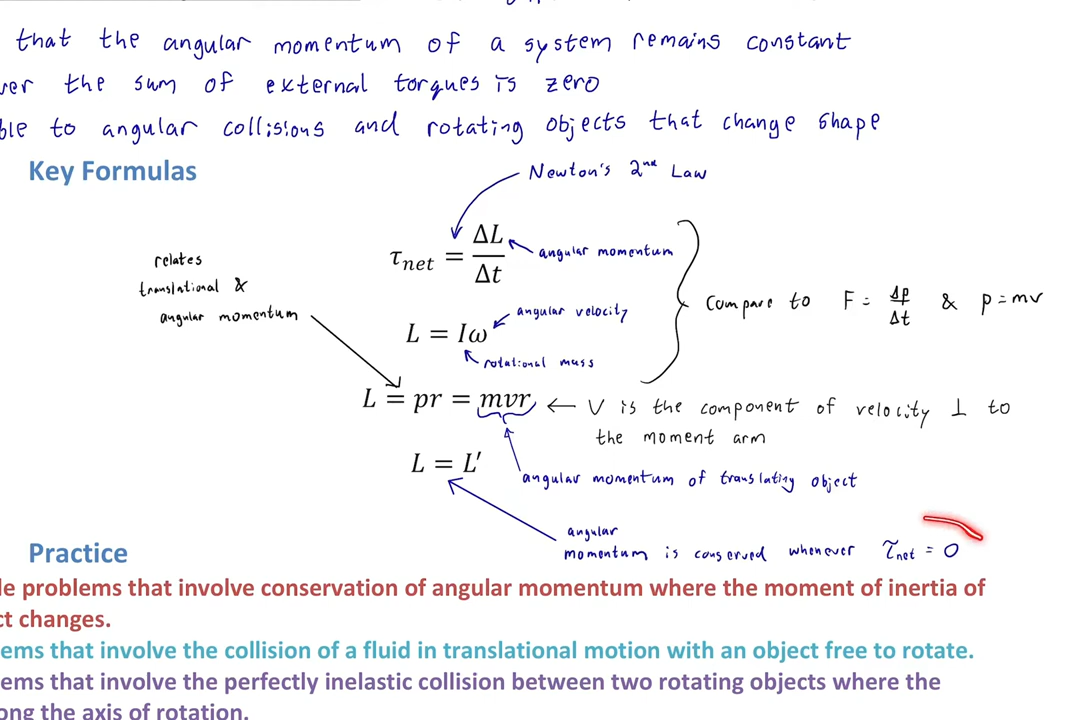 that the angular momentum of a system remains constant
ver the sum of external torques is zero
ble to angular collisions and rotating objects that change shape
Key Formulas
Newton's 2nd Law
τnet = ΔL/Δt
angular momentum
relates
translational &
angular momentum
Compare to F = Δp/Δt & p = mv
L = Iω
angular velocity
rotational mass
L = pr = mvr ← V is the component of velocity ⊥ to
the moment arm
L = L'
angular momentum of translating object
angular
momentum is conserved whenever τnet = 0
Practice
le problems that involve conservation of angular momentum where the moment of inertia of
ct changes.
ems that involve the collision of a fluid in translational motion with an object free to rotate.
ems that involve the perfectly inelastic collision between two rotating objects where the
ong the axis of rotation.